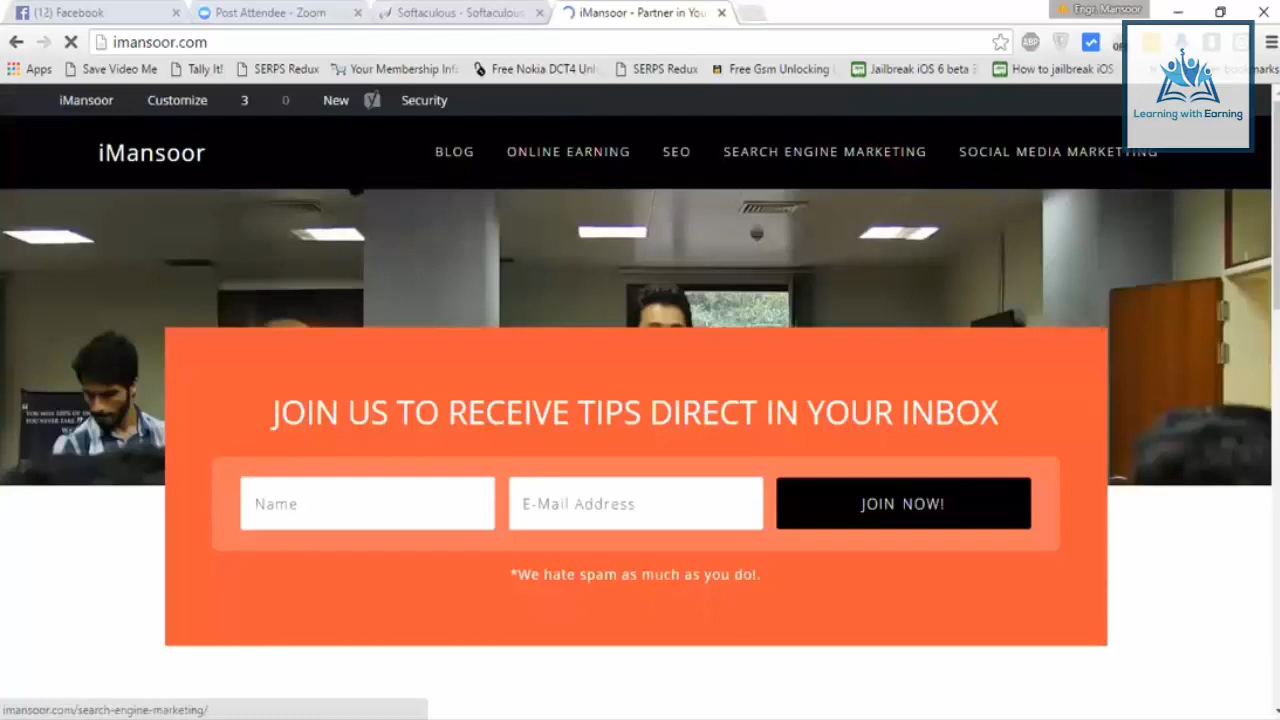 (12) Facebook
Post Attendee - Zoom
Softaculous - Softaculous
iMansoor - Partner in You
Engr. Mansoor
imansoor.com
ABP
Apps
Save Video Me
Tally It!
SERPS Redux
Your Membership Inf
Free Nokia DCT4 Unl
SERPS Redux
Free Gsm Unlocking
Jailbreak iOS 6 beta
How to jailbreak iOS
bookmarks
$
Learning with Earning
iMansoor
Customize
3
0
New
Security
iMansoor
BLOG
ONLINE EARNING
SEO
SEARCH ENGINE MARKETING
SOCIAL MEDIA MARKETING
JOIN US TO RECEIVE TIPS DIRECT IN YOUR INBOX
Name
E-Mail Address
JOIN NOW!
*We hate spam as much as you do!.
imansoor.com/search-engine-marketing/